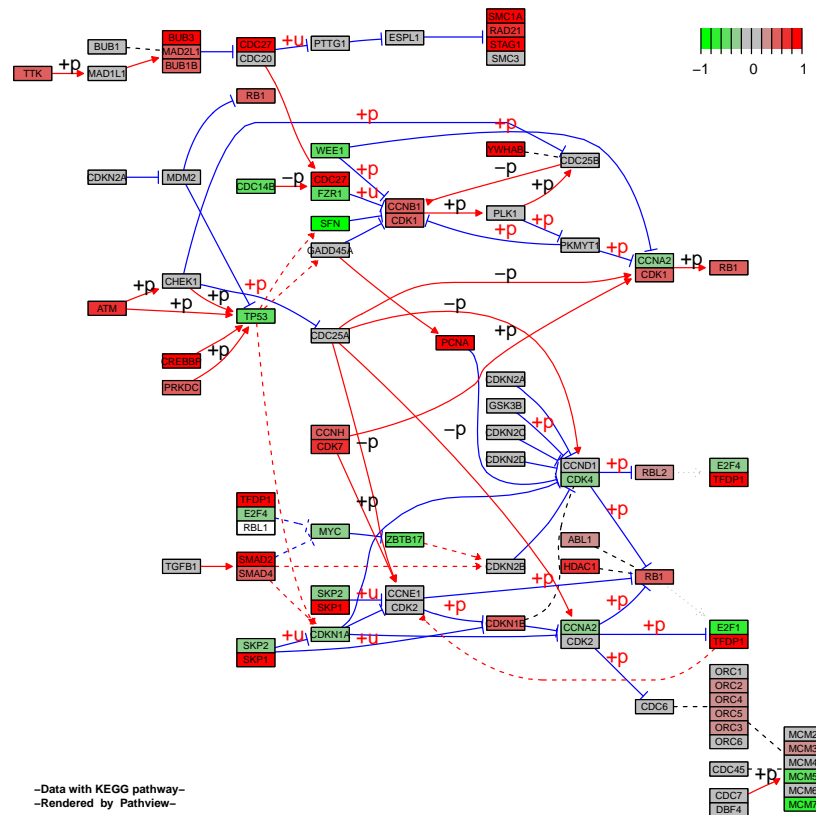 SMC1A
+u
BUB3
RAD21
BUB1
CDC27
PTTG1
ESPL1
STAG1
MAD2L1
CDC20
SMC3
BUB1B
+p
TTK
MAD1L1
−1 0 1
RB1
+p
+p
WEE1
YWHAB
CDC25B
−p
+p
CDKN2A
MDM2
−p
CDC14B
CDC27
+p
FZR1
+u
CCNB1
+p
PLK1
CDK1
SFN
+p
GADD45A
PKMYT1
+p
CCNA2
+p
CDK1
RB1
CHEK1
+p
−p
+p
+p
ATM
+p
TP53
−p
CDC25A
+p
PCNA
+p
CREBBP
PRKDC
CDKN2A
GSK3B
CCNH
+p
−p
CDK7
CDKN2C
−p
CDKN2D
CCND1
+p
RBL2
E2F4
CDK4
TFDP1
TFDP1
+p
E2F4
+p
RBL1
MYC
ZBTB17
ABL1
TGFB1
SMAD2
CDKN2B
HDAC1
SMAD4
RB1
SKP2
+u
CCNE1
+p
SKP1
CDK2
+p
+p
CDKN1B
SKP2
+u
CDKN1A
+u
CCNA2
+p
E2F1
SKP1
CDK2
TFDP1
+p
ORC1
ORC2
ORC4
CDC6
ORC5
ORC3
ORC6
MCM2
MCM3
MCM4
CDC45
+p
MCM5
MCM6
CDC7
MCM7
DBF4
−Data with KEGG pathway−
−Rendered by Pathview−